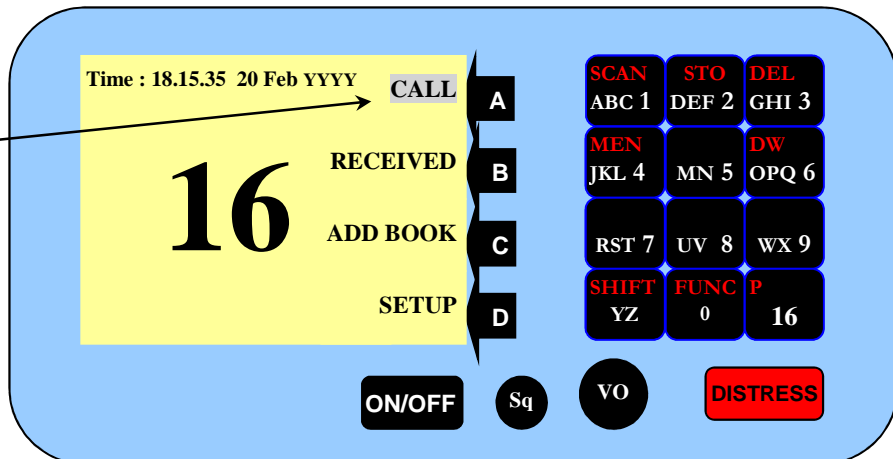 Time : 18.15.35 20 Feb YYYY
CALL
A
RECEIVED
B
16
ADD BOOK
C
SETUP
D
SCAN STO DEL
ABC 1 DEF 2 GHI 3
MEN DW
JKL 4 MN 5 OPQ 6
RST 7 UV 8 WX 9
SHIFT FUNC P
YZ 0 16
ON/OFF Sq VO DISTRESS